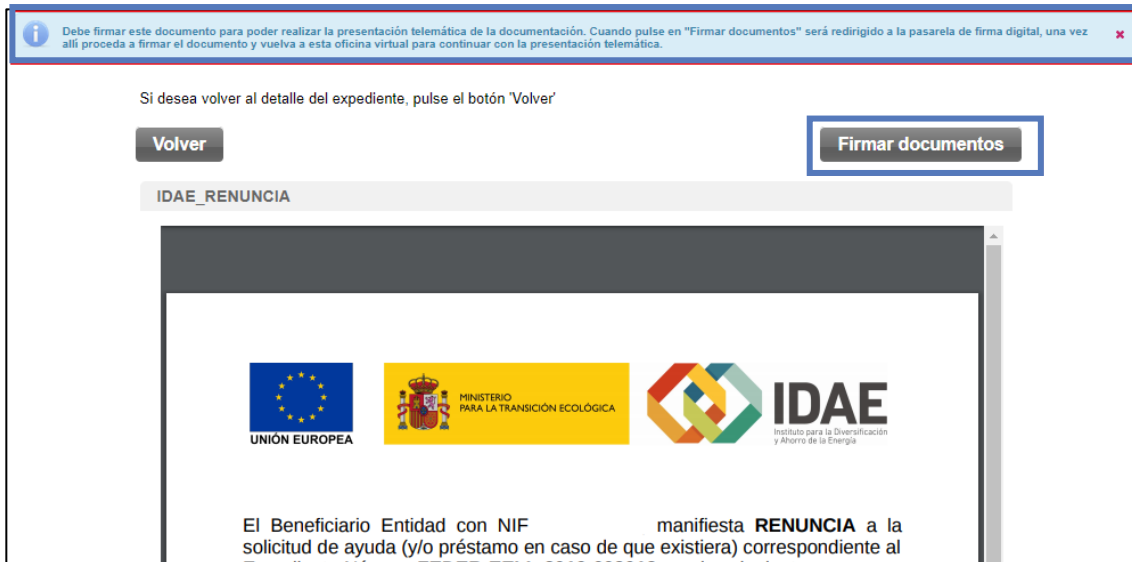 Debe firmar este documento para poder realizar la presentación telemática de la documentación. Cuando pulse en "Firmar documentos" será redirigido a la pasarela de firma digital, una vez
allí proceda a firmar el documento y vuelva a esta oficina virtual para continuar con la presentación telemática.
Si desea volver al detalle del expediente, pulse el botón 'Volver'
Volver
Firmar documentos
IDAE_RENUNCIA
UNIÓN EUROPEA
MINISTERIO
PARA LA TRANSICIÓN ECOLÓGICA
IDAE
Instituto para la Diversificación
y Ahorro de la Energía
El Beneficiario Entidad con NIF manifiesta RENUNCIA a la
solicitud de ayuda (y/o préstamo en caso de que existiera) correspondiente al